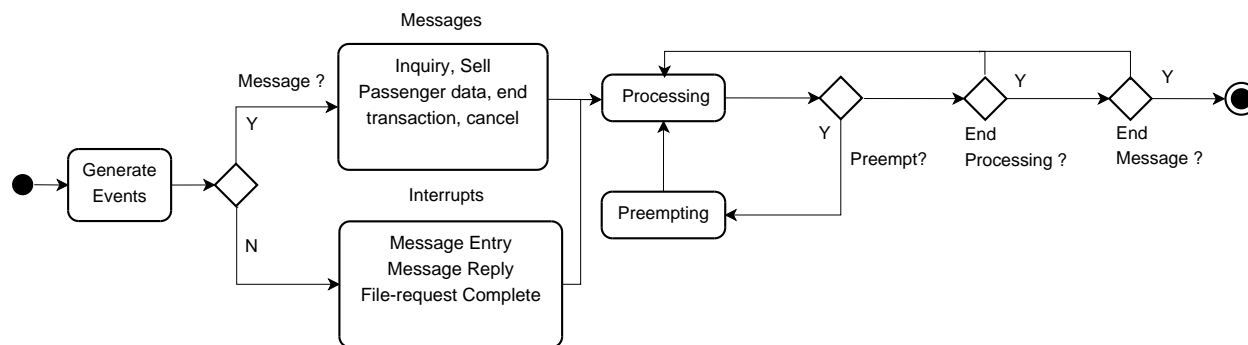 Messages
Message ?
Inquiry, Sell
Passenger data, end
transaction, cancel
Y
Generate
Events
N
Interrupts
Message Entry
Message Reply
File-request Complete
Processing
Preempting
Y
Preempt?
Y
End
Processing ?
Y
End
Message ?